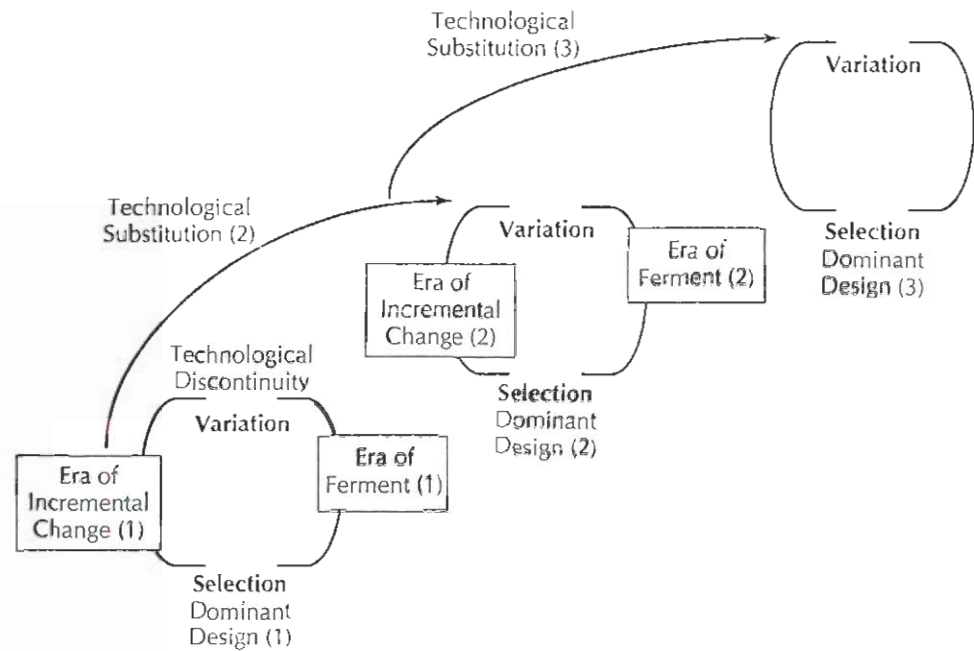 Technological
Substitution (3)
Variation
Selection
Dominant
Design (3)
Technological
Substitution (2)
Variation
Era of
Ferment (2)
Era of
Incremental
Change (2)
Selection
Dominant
Design (2)
Technological
Discontinuity
Variation
Era of
Ferment (1)
Era of
Incremental
Change (1)
Selection
Dominant
Design (1)